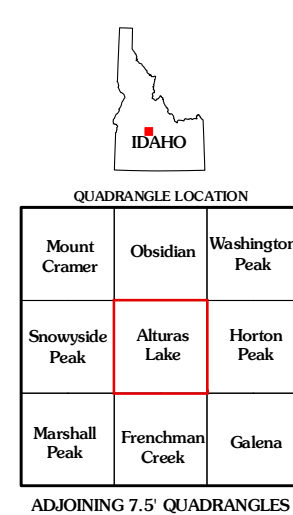 IDAHO
QUADRANGLE LOCATION
Mount
Cramer
Obsidian
Washington
Peak
Snowyside
Peak
Alturas
Lake
Horton
Peak
Marshall
Peak
Frenchman
Creek
Galena
ADJOINING 7.5' QUADRANGLES